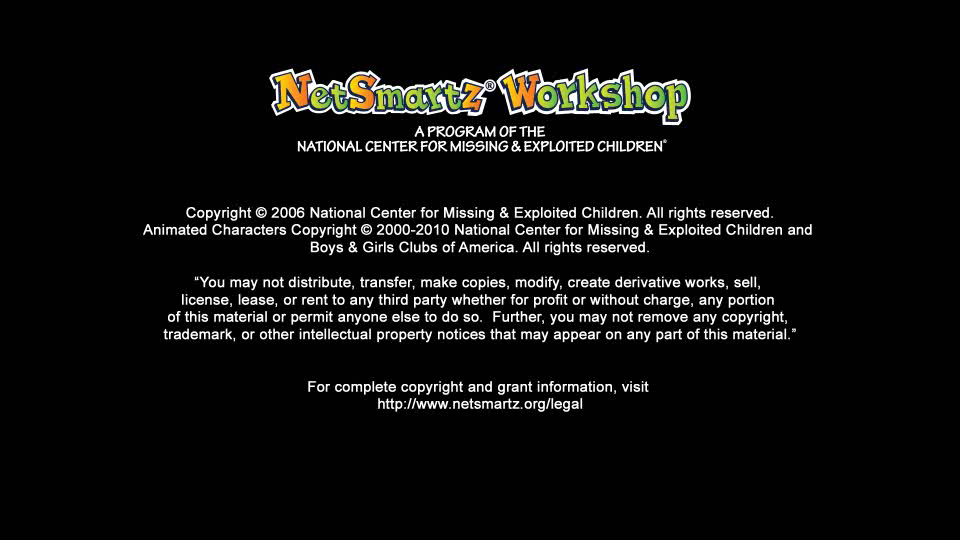 NetSmartz® Workshop
A PROGRAM OF THE
NATIONAL CENTER FOR MISSING & EXPLOITED CHILDREN®
Copyright © 2006 National Center for Missing & Exploited Children. All rights reserved.
Animated Characters Copyright © 2000-2010 National Center for Missing & Exploited Children and
Boys & Girls Clubs of America. All rights reserved.
“You may not distribute, transfer, make copies, modify, create derivative works, sell,
license, lease, or rent to any third party whether for profit or without charge, any portion
of this material or permit anyone else to do so.  Further, you may not remove any copyright,
trademark, or other intellectual property notices that may appear on any part of this material.”
For complete copyright and grant information, visit
http://www.netsmartz.org/legal